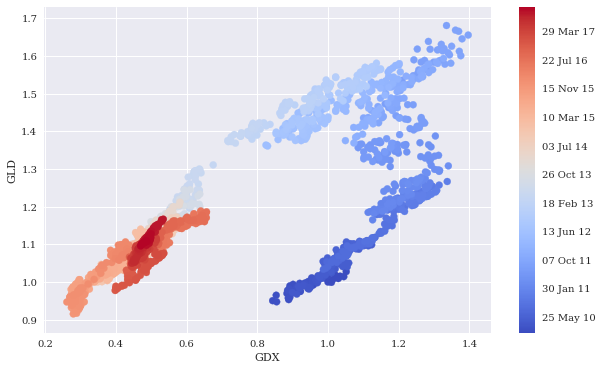 1.7
1.6
1.5
1.4
1.3
1.2
1.1
1.0
0.9
GLD
0.2 0.4 0.6 0.8 1.0 1.2 1.4
GDX
29 Mar 17
22 Jul 16
15 Nov 15
10 Mar 15
03 Jul 14
26 Oct 13
18 Feb 13
13 Jun 12
07 Oct 11
30 Jan 11
25 May 10